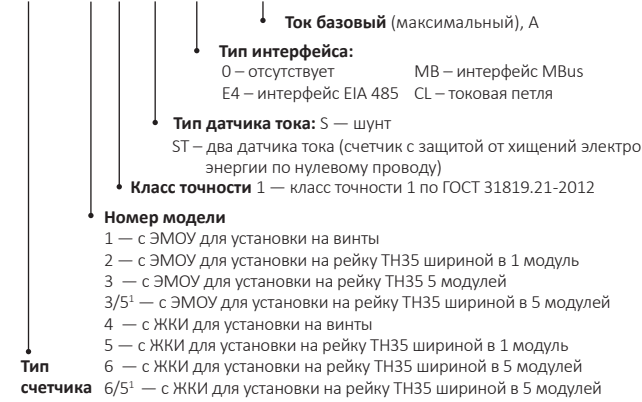 Ток базовый (максимальный), А
Тип интерфейса:
0 – отсутствует MB – интерфейс MBus
E4 – интерфейс EIA 485 CL – токовая петля
Тип датчика тока: S — шунт
ST – два датчика тока (счетчик с защитой от хищений электро
энергии по нулевому проводу)
Класс точности 1 — класс точности 1 по ГОСТ 31819.21-2012
Номер модели
1 — с ЭМОУ для установки на винты
2 — с ЭМОУ для установки на рейку ТН35 шириной в 1 модуль
3 — с ЭМОУ для установки на рейку ТН35 5 модулей
3/5¹ — с ЭМОУ для установки на рейку ТН35 шириной в 5 модулей
4 — с ЖКИ для установки на винты
5 — с ЖКИ для установки на рейку ТН35 шириной в 1 модуль
Тип 6 — с ЖКИ для установки на рейку ТН35 шириной в 5 модулей
счетчика 6/5¹ — с ЖКИ для установки на рейку ТН35 шириной в 5 модулей